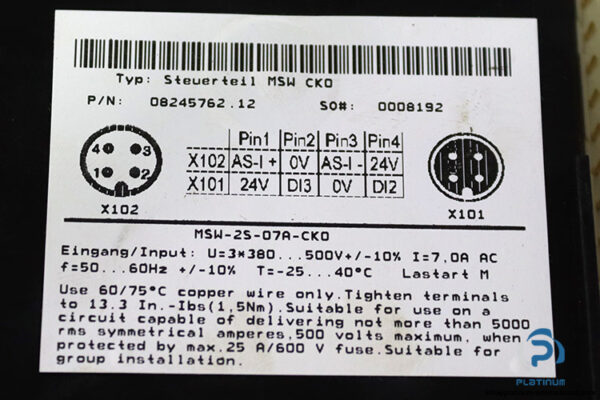 Typ: Steuerteil MSW CKO
P/N: 08245762.12 SO#: 0008192
Pin1 Pin2 Pin3 Pin4
X102 AS-I + 0V AS-I - 24V
X101 24V DI3 0V DI2
4 3
1 2
X102
X101
MSW-2S-07A-CKO
Eingang/Input: U=3*380...500V+/-10% I=7,0A AC
f=50...60Hz +/-10% T=-25...40°C Lastart M
Use 60/75°C copper wire only.Tighten terminals
to 13.3 In.-Ibs(1,5Nm).Suitable for use on a
circuit capable of delivering not more than 5000
rms symmetrical amperes,500 volts maximum, when
protected by max.25 A/600 V fuse.Suitable for
group installation.
PLATINUM